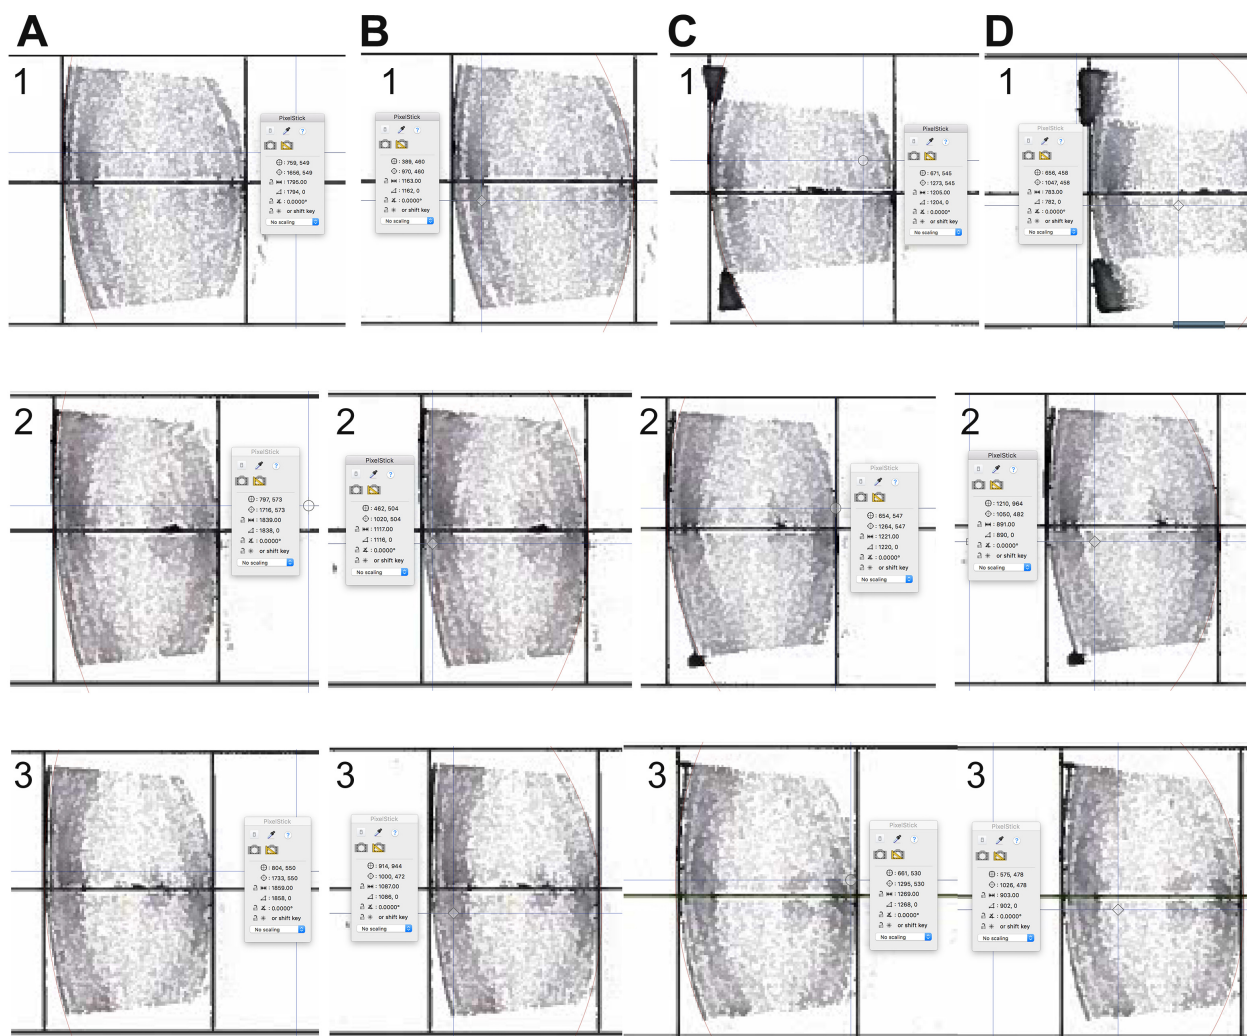 A B C D
1
PixelStick
?
: 759, 549
: 1656, 549
: 1795.00
: 1794, 0
: 0.0000°
or shift key
No scaling
1
PixelStick
?
: 389, 460
: 970, 460
: 1163.00
: 1162, 0
: 0.0000°
or shift key
No scaling
1
PixelStick
?
: 671, 545
: 1273, 545
: 1205.00
: 1204, 0
: 0.0000°
or shift key
No scaling
1
PixelStick
?
: 656, 458
: 1047, 458
: 783.00
: 782, 0
: 0.0000°
or shift key
No scaling
2
PixelStick
?
: 797, 573
: 1716, 573
: 1839.00
: 1838, 0
: 0.0000°
or shift key
No scaling
2
PixelStick
?
: 462, 504
: 1020, 504
: 1117.00
: 1116, 0
: 0.0000°
or shift key
No scaling
2
PixelStick
?
: 654, 547
: 1264, 547
: 1221.00
: 1220, 0
: 0.0000°
or shift key
No scaling
2
PixelStick
?
: 1210, 964
: 1050, 482
: 891.00
: 890, 0
: 0.0000°
or shift key
No scaling
3
PixelStick
?
: 804, 550
: 1733, 550
: 1859.00
: 1858, 0
: 0.0000°
or shift key
No scaling
3
PixelStick
?
: 914, 944
: 1000, 472
: 1087.00
: 1086, 0
: 0.0000°
or shift key
No scaling
3
PixelStick
?
: 661, 530
: 1295, 530
: 1269.00
: 1268, 0
: 0.0000°
or shift key
No scaling
3
PixelStick
?
: 575, 478
: 1026, 478
: 903.00
: 902, 0
: 0.0000°
or shift key
No scaling